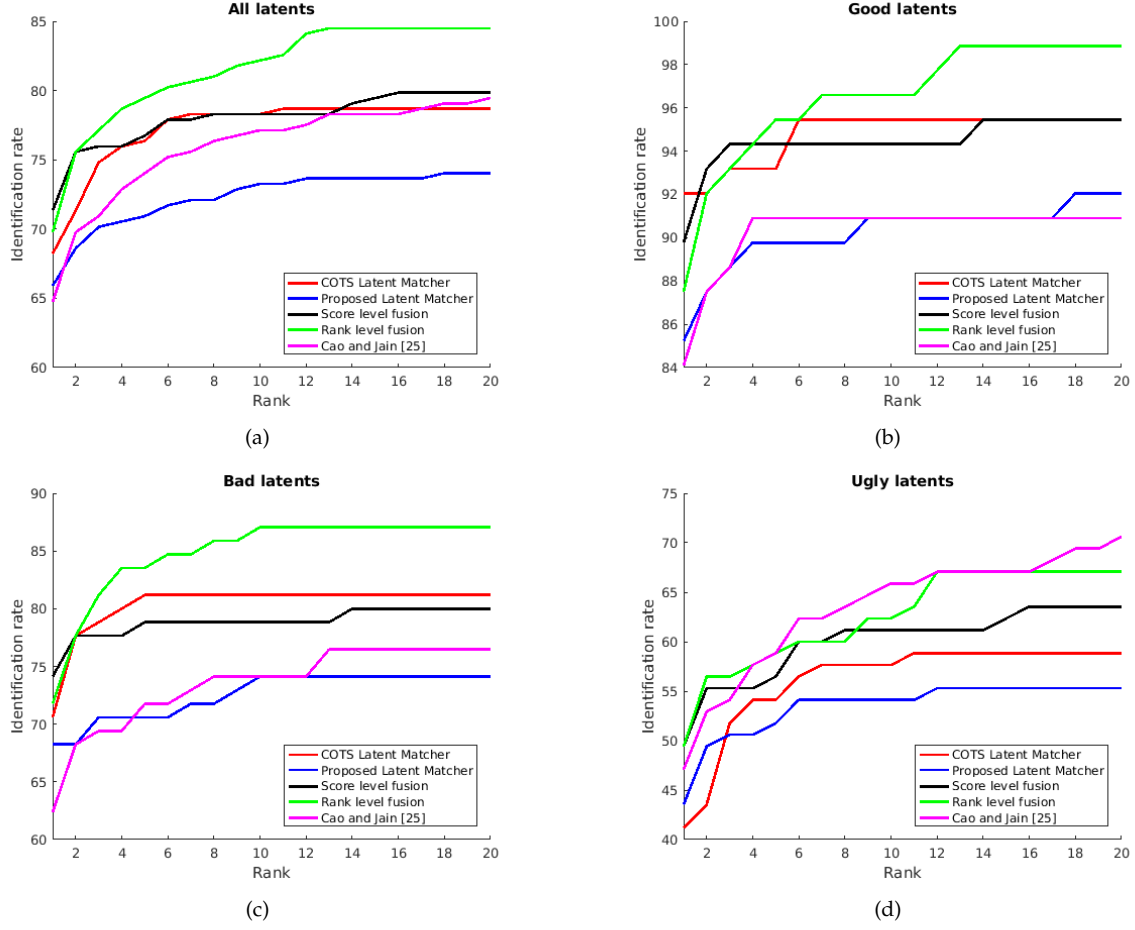 All latents
85
80
75
70
65
60
Identification rate
COTS Latent Matcher
Proposed Latent Matcher
Score level fusion
Rank level fusion
Cao and Jain [25]
2 4 6 8 10 12 14 16 18 20
Rank
(a)
Good latents
100
98
96
94
92
90
88
86
84
Identification rate
COTS Latent Matcher
Proposed Latent Matcher
Score level fusion
Rank level fusion
Cao and Jain [25]
2 4 6 8 10 12 14 16 18 20
Rank
(b)
Bad latents
90
85
80
75
70
65
60
Identification rate
COTS Latent Matcher
Proposed Latent Matcher
Score level fusion
Rank level fusion
Cao and Jain [25]
2 4 6 8 10 12 14 16 18 20
Rank
(c)
Ugly latents
75
70
65
60
55
50
45
40
Identification rate
COTS Latent Matcher
Proposed Latent Matcher
Score level fusion
Rank level fusion
Cao and Jain [25]
2 4 6 8 10 12 14 16 18 20
Rank
(d)